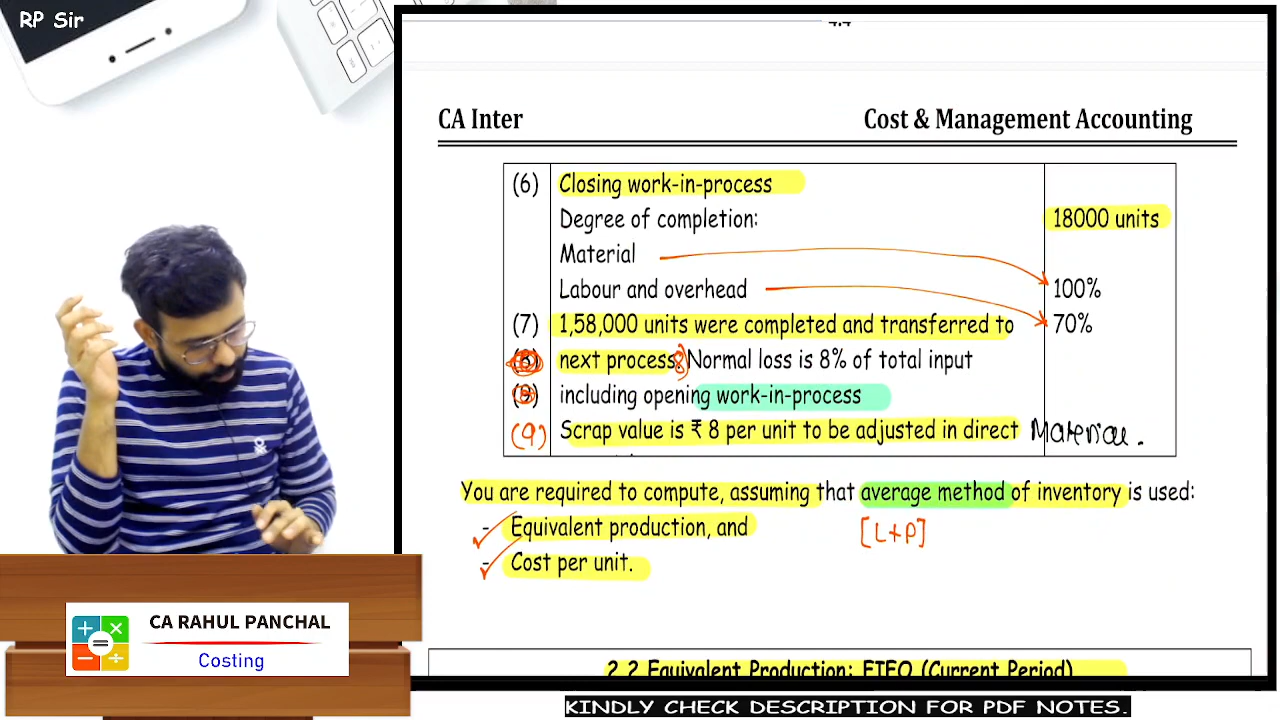 RP Sir
4.4
CA Inter Cost & Management Accounting
(6) Closing work-in-process
Degree of completion: 18000 units
Material
Labour and overhead 100%
(7) 1,58,000 units were completed and transferred to 70%
(8) next process 8) Normal loss is 8% of total input
(9) including opening work-in-process
(9) Scrap value is ₹ 8 per unit to be adjusted in direct Material.
You are required to compute, assuming that average method of inventory is used:
- Equivalent production, and [L+P]
- Cost per unit.
CA RAHUL PANCHAL
Costing
2.2 Equivalent Production: FIFO (Current Period)
KINDLY CHECK DESCRIPTION FOR PDF NOTES.